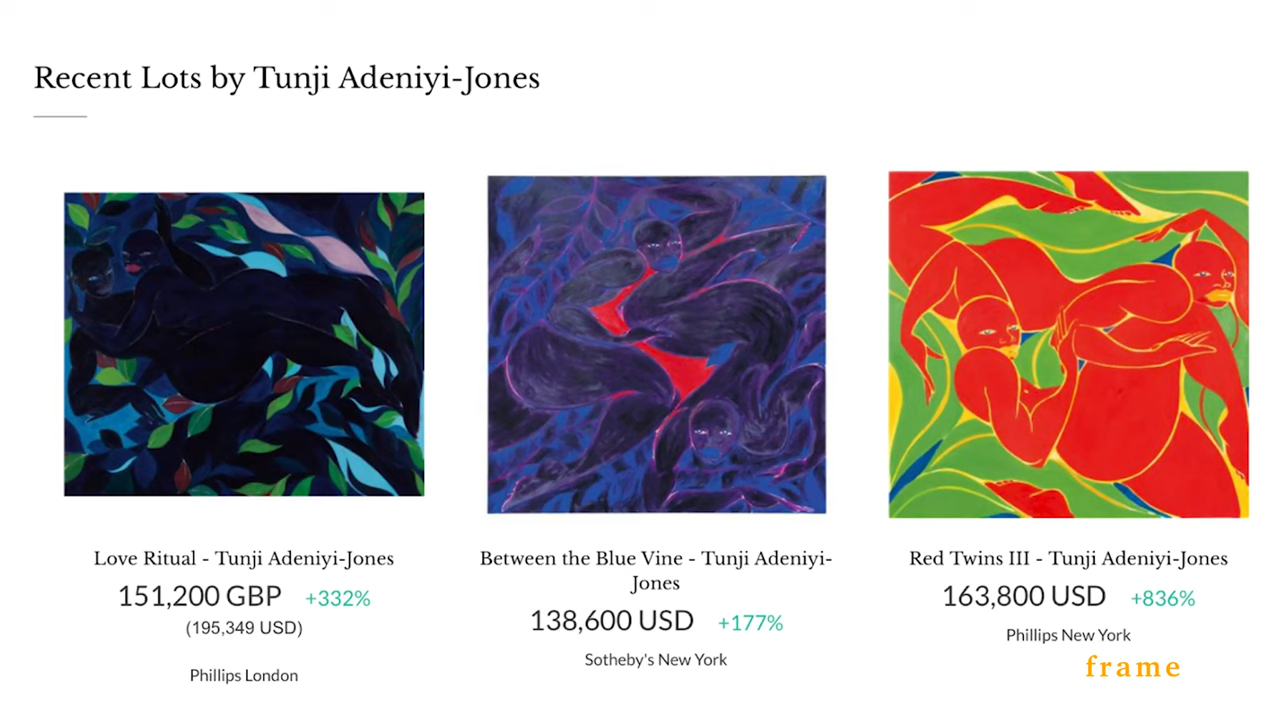 Recent Lots by Tunji Adeniyi-Jones
Love Ritual - Tunji Adeniyi-Jones
151,200 GBP +332%
(195,349 USD)
Phillips London
Between the Blue Vine - Tunji Adeniyi-
Jones
138,600 USD +177%
Sotheby's New York
Red Twins III - Tunji Adeniyi-Jones
163,800 USD +836%
Phillips New York
frame